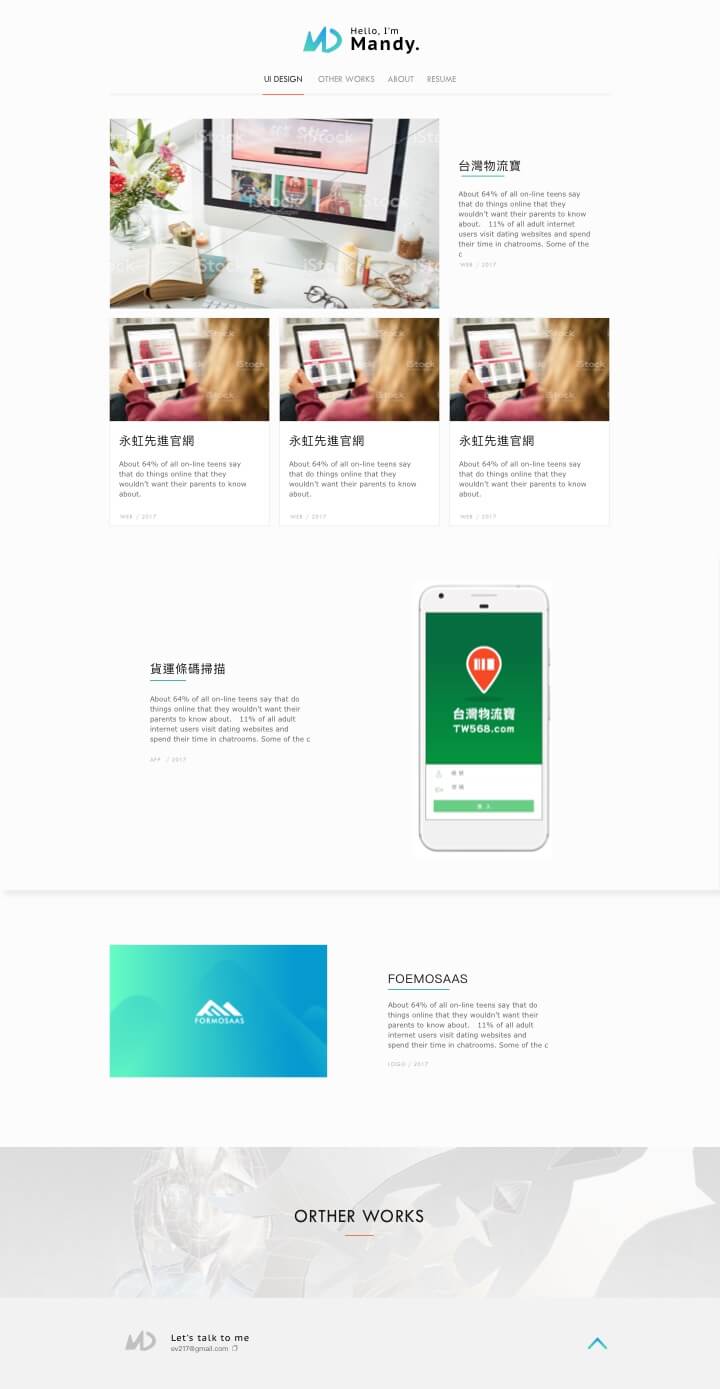 Hello, I'm
Mandy.
UI DESIGN OTHER WORKS ABOUT RESUME
iStock
台灣物流寶
About 64% of all on-line teens say
that do things online that they
wouldn't want their parents to know
about. 11% of all adult internet
users visit dating websites and spend
their time in chatrooms. Some of the
c
WEB / 2017
iStock
iStock
iStock
永虹先進官網
About 64% of all on-line teens say
that do things online that they
wouldn't want their parents to know
about.
WEB / 2017
永虹先進官網
About 64% of all on-line teens say
that do things online that they
wouldn't want their parents to know
about.
WEB / 2017
永虹先進官網
About 64% of all on-line teens say
that do things online that they
wouldn't want their parents to know
about.
WEB / 2017
貨運條碼掃描
About 64% of all on-line teens say that do
things online that they wouldn't want their
parents to know about. 11% of all adult
internet users visit dating websites and
spend their time in chatrooms. Some of the c
APP / 2017
台灣物流寶
TW568.com
FORMOSAAS
FOEMOSAAS
About 64% of all on-line teens say that do
things online that they wouldn't want their
parents to know about. 11% of all adult
internet users visit dating websites and
spend their time in chatrooms. Some of the c
LOGO / 2017
ORTHER WORKS
Let's talk to me
ev217@gmail.com